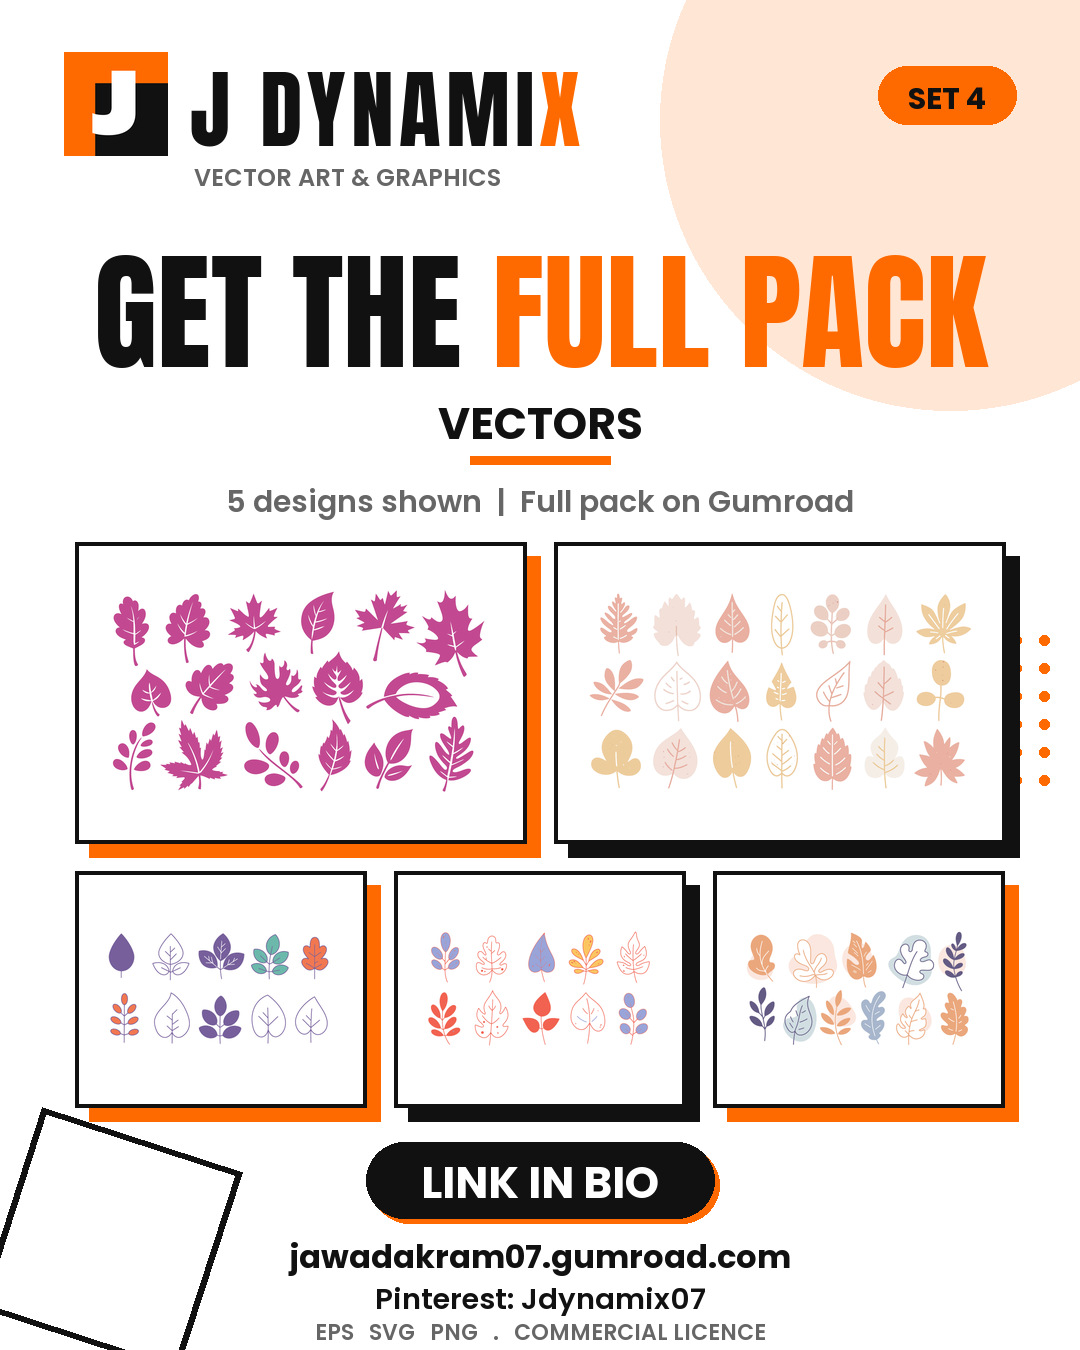 J
J DYNAMIX
VECTOR ART & GRAPHICS
SET 4
GET THE FULL PACK
VECTORS
5 designs shown | Full pack on Gumroad
LINK IN BIO
jawadakram07.gumroad.com
Pinterest: Jdynamix07
EPS SVG PNG . COMMERCIAL LICENCE